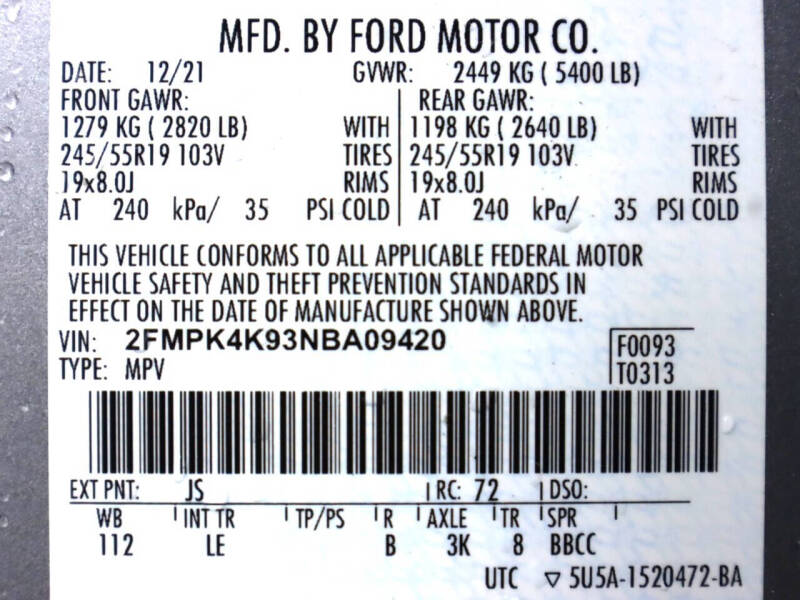 MFD. BY FORD MOTOR CO.
DATE: 12/21 GVWR: 2449 KG ( 5400 LB)
FRONT GAWR: REAR GAWR:
1279 KG ( 2820 LB) WITH 1198 KG ( 2640 LB) WITH
245/55R19 103V TIRES 245/55R19 103V TIRES
19x8.0J RIMS 19x8.0J RIMS
AT 240 kPa/ 35 PSI COLD AT 240 kPa/ 35 PSI COLD
THIS VEHICLE CONFORMS TO ALL APPLICABLE FEDERAL MOTOR
VEHICLE SAFETY AND THEFT PREVENTION STANDARDS IN
EFFECT ON THE DATE OF MANUFACTURE SHOWN ABOVE.
VIN: 2FMPK4K93NBA09420 F0093
TYPE: MPV T0313
EXT PNT: JS RC: 72 DSO:
WB INT TR TP/PS R AXLE TR SPR
112 LE B 3K 8 BBCC
UTC ▽ 5U5A-1520472-BA